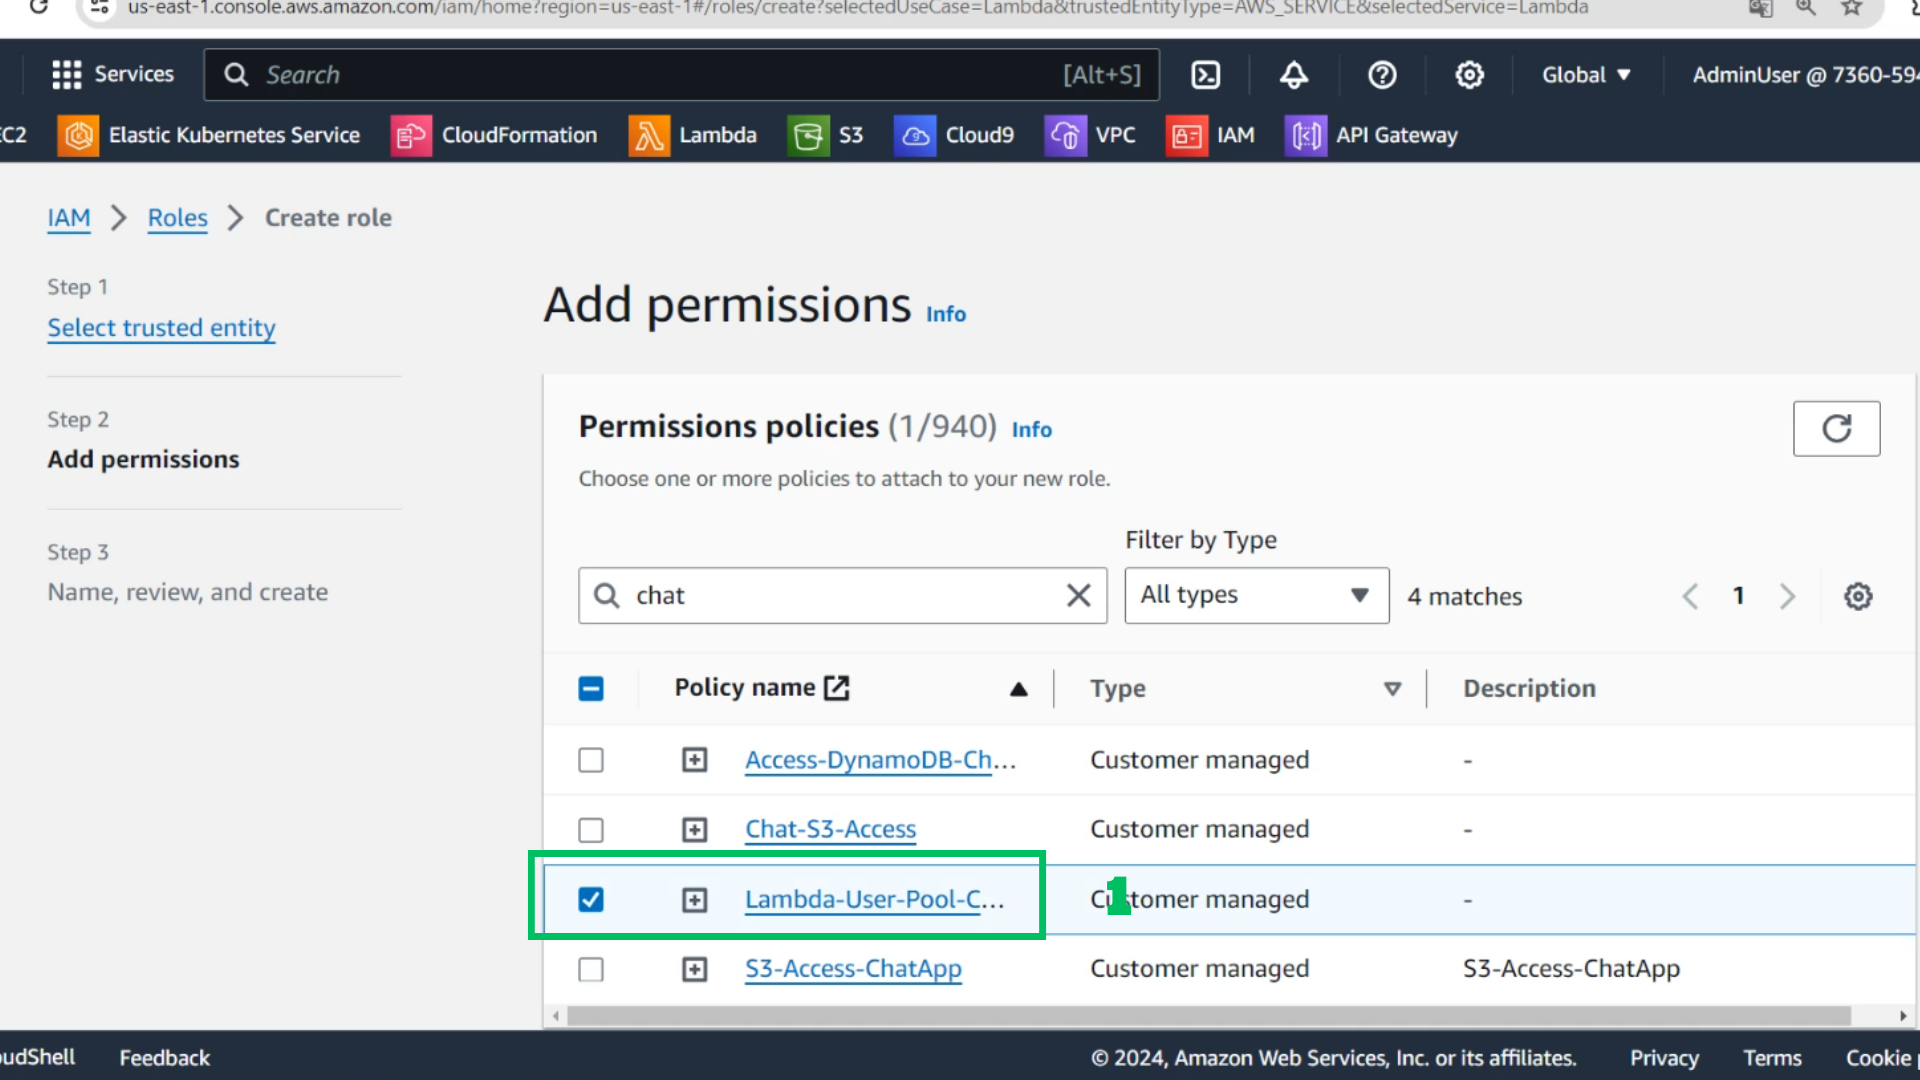 us-east-1.console.aws.amazon.com/iam/home?region=us-east-1#/roles/create?selectedUseCase=Lambda&trustedEntityType=AWS_SERVICE&selectedService=Lambda
Services
Search [Alt+S]
Global
AdminUser @ 7360-594
EC2
Elastic Kubernetes Service
CloudFormation
Lambda
S3
Cloud9
VPC
IAM
API Gateway
IAM > Roles > Create role
Step 1
Select trusted entity
Step 2
Add permissions
Step 3
Name, review, and create
Add permissions Info
Permissions policies (1/940) Info
Choose one or more policies to attach to your new role.
Filter by Type
chat
All types
4 matches
1
Policy name Type Description
Access-DynamoDB-Ch... Customer managed -
Chat-S3-Access Customer managed -
Lambda-User-Pool-C... Customer managed -
1
S3-Access-ChatApp Customer managed S3-Access-ChatApp
oudShell Feedback © 2024, Amazon Web Services, Inc. or its affiliates. Privacy Terms Cookie